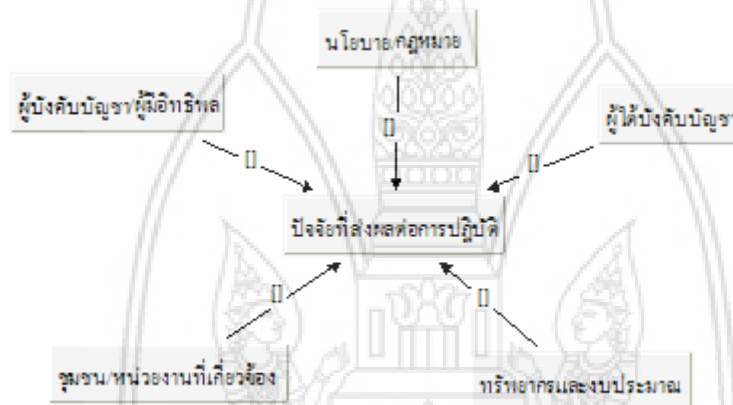 นโยบาย/กฎหมาย
ผู้บังคับบัญชา/ผู้มีอิทธิพล
ผู้ใต้บังคับบัญชา
[]
[]
[]
ปัจจัยที่ส่งผลต่อการปฏิบัติ
[]
[]
ชุมชน/หน่วยงานที่เกี่ยวข้อง
ทรัพยากรและงบประมาณ